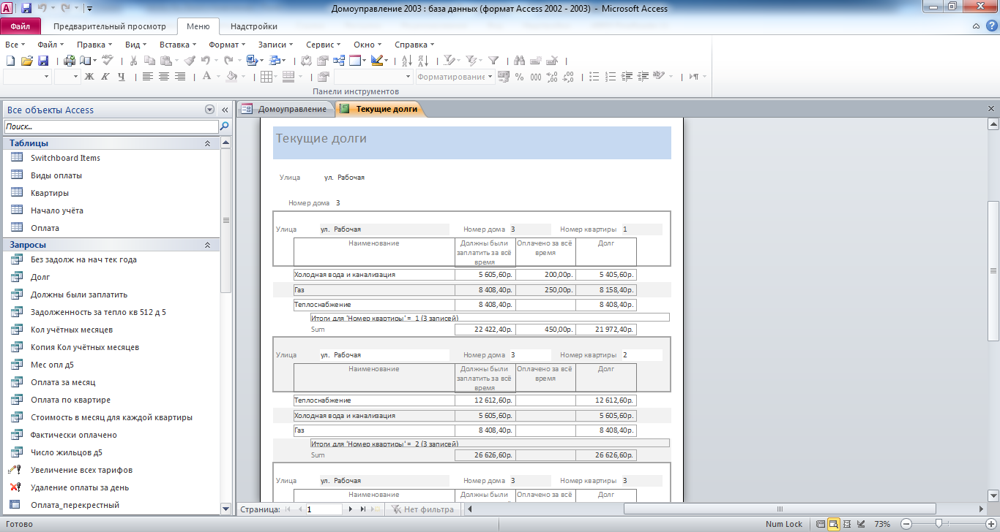 Домоуправление 2003 : база данных (формат Access 2002 - 2003) - Microsoft Access
Файл Предварительный просмотр Меню Надстройки
Все Файл Правка Вид Вставка Формат Записи Сервис Окно Справка
Ж К Ч А Форматирование % 000
Панели инструментов
Все объекты Access
Поиск...
Таблицы
Switchboard Items
Виды оплаты
Квартиры
Начало учёта
Оплата
Запросы
Без задолж на нач тек года
Долг
Должны были заплатить
Задолженность за тепло кв 512 д 5
Кол учётных месяцев
Копия Кол учётных месяцев
Мес опл д5
Оплата за месяц
Оплата по квартире
Стоимость в месяц для каждой квартиры
Фактически оплачено
Число жильцов д5
Увеличение всех тарифов
Удаление оплаты за день
Оплата_перекрестный
Домоуправление Текущие долги
Текущие долги
Улица ул. Рабочая
Номер дома 3
Улица ул. Рабочая Номер дома 3 Номер квартиры 1
Наименование Должны были заплатить за всё время Оплачено за всё время Долг
Холодная вода и канализация 5 605,60р. 200,00р. 5 405,60р.
Газ 8 408,40р. 250,00р. 8 158,40р.
Теплоснабжение 8 408,40р. 8 408,40р.
Итоги для 'Номер квартиры' = 1 (3 записей)
Sum 22 422,40р. 450,00р. 21 972,40р.
Улица ул. Рабочая Номер дома 3 Номер квартиры 2
Наименование Должны были заплатить за всё время Оплачено за всё время Долг
Теплоснабжение 12 612,60р. 12 612,60р.
Холодная вода и канализация 5 605,60р. 5 605,60р.
Газ 8 408,40р. 8 408,40р.
Итоги для 'Номер квартиры' = 2 (3 записей)
Sum 26 626,60р. 26 626,60р.
Улица ул. Рабочая Номер дома 3 Номер квартиры 3
Наименование Должны были Оплачено за всё Долг
Страница: 1 Нет фильтра
Готово Num Lock 73%